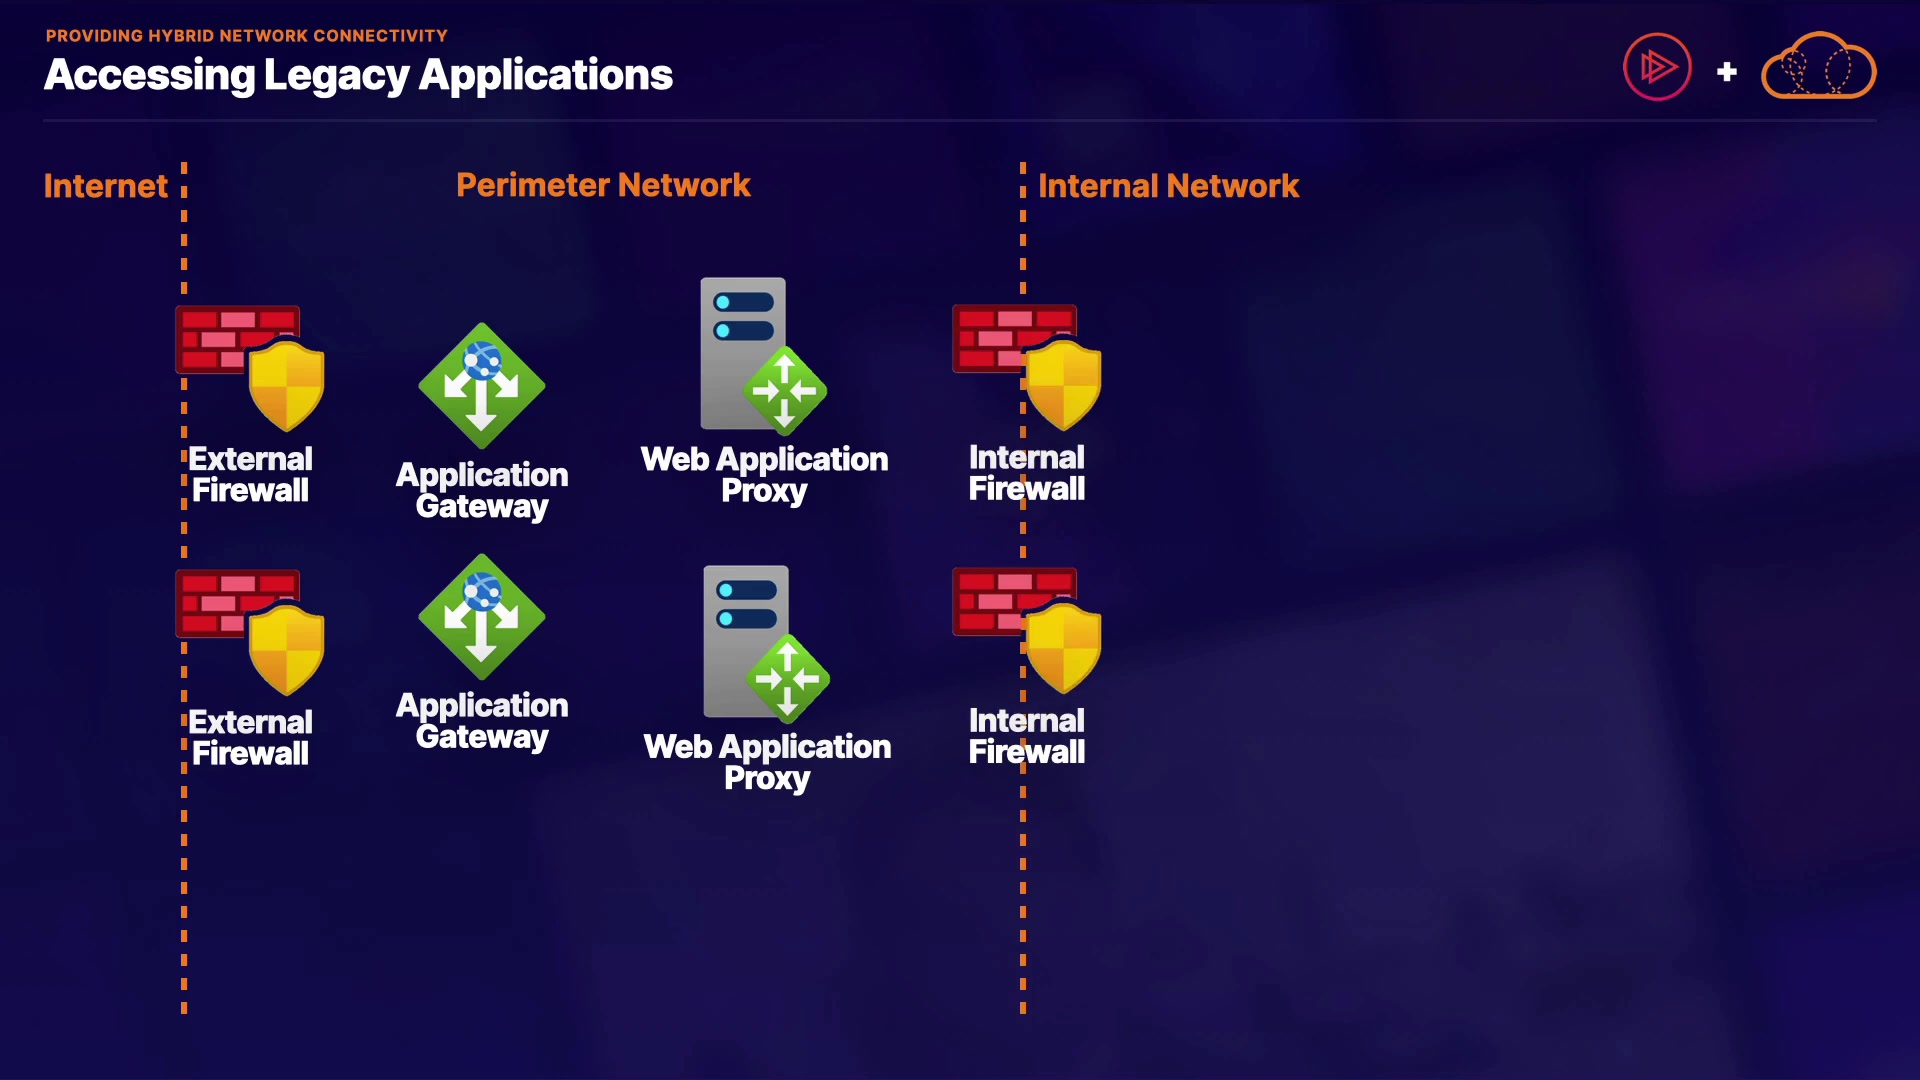 PROVIDING HYBRID NETWORK CONNECTIVITY
Accessing Legacy Applications
Internet
Perimeter Network
Internal Network
External
Firewall
Application
Gateway
Web Application
Proxy
Internal
Firewall
External
Firewall
Application
Gateway
Web Application
Proxy
Internal
Firewall